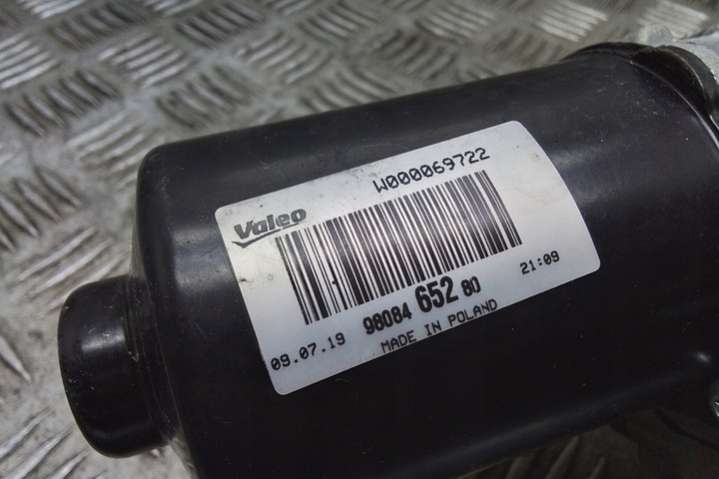 W000069722
Valeo
09.07.19 98084 652 80 21:09
MADE IN POLAND